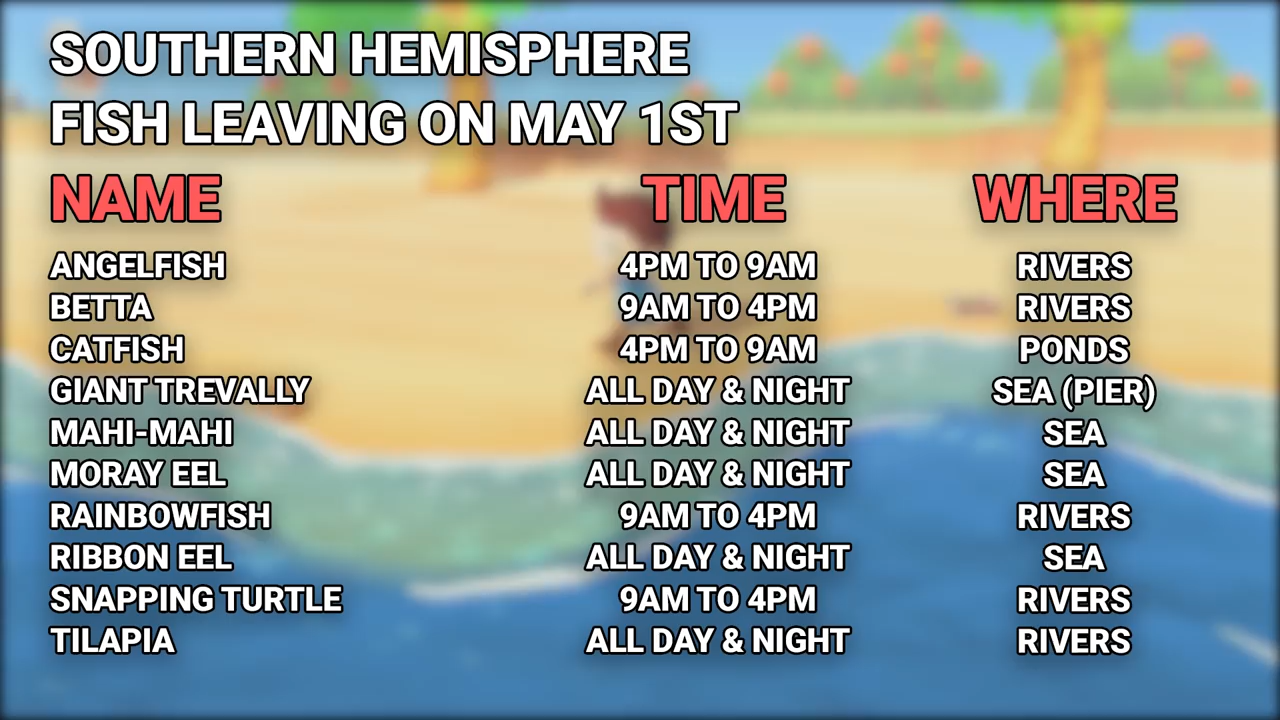 SOUTHERN HEMISPHERE
FISH LEAVING ON MAY 1ST
NAME TIME WHERE
ANGELFISH 4PM TO 9AM RIVERS
BETTA 9AM TO 4PM RIVERS
CATFISH 4PM TO 9AM PONDS
GIANT TREVALLY ALL DAY & NIGHT SEA (PIER)
MAHI-MAHI ALL DAY & NIGHT SEA
MORAY EEL ALL DAY & NIGHT SEA
RAINBOWFISH 9AM TO 4PM RIVERS
RIBBON EEL ALL DAY & NIGHT SEA
SNAPPING TURTLE 9AM TO 4PM RIVERS
TILAPIA ALL DAY & NIGHT RIVERS